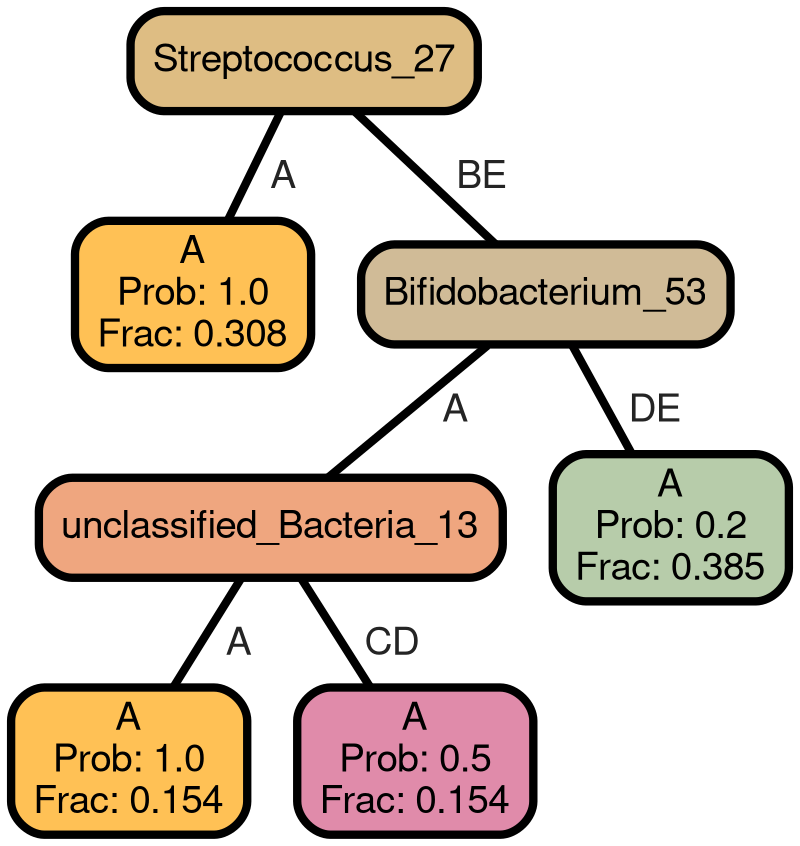 Streptococcus_27
A
BE
A
Prob: 1.0
Frac: 0.308
Bifidobacterium_53
A
DE
unclassified_Bacteria_13
A
Prob: 0.2
Frac: 0.385
A
CD
A
Prob: 1.0
Frac: 0.154
A
Prob: 0.5
Frac: 0.154